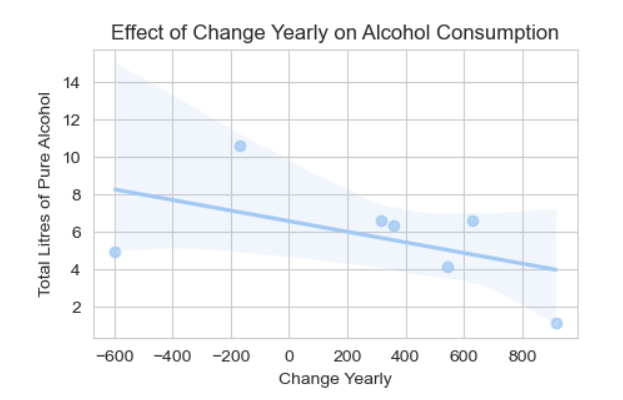 Effect of Change Yearly on Alcohol Consumption
Total Litres of Pure Alcohol
14
12
10
8
6
4
2
−600 −400 −200 0 200 400 600 800
Change Yearly